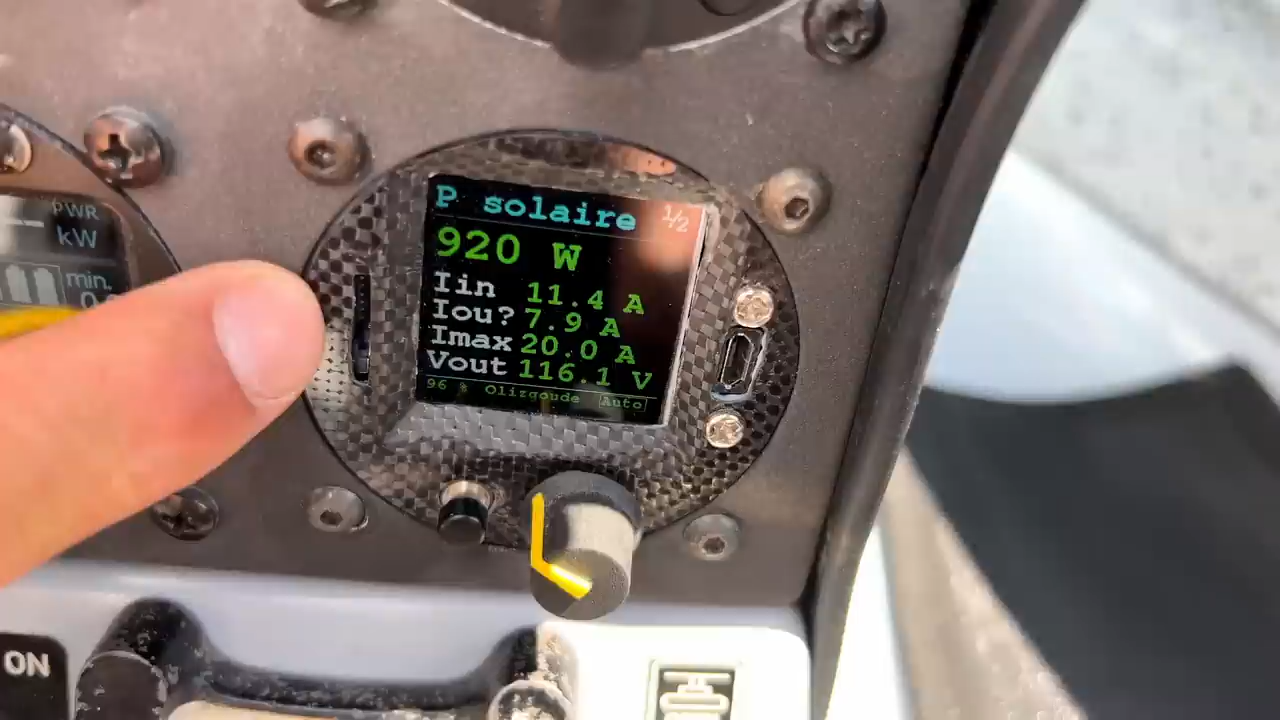 P solaire 1/2
920 W
Iin 11.4 A
Iou? 7.9 A
Imax 20.0 A
Vout 116.1 V
96 % Olizgoude Auto
PWR
kW
min.
ON